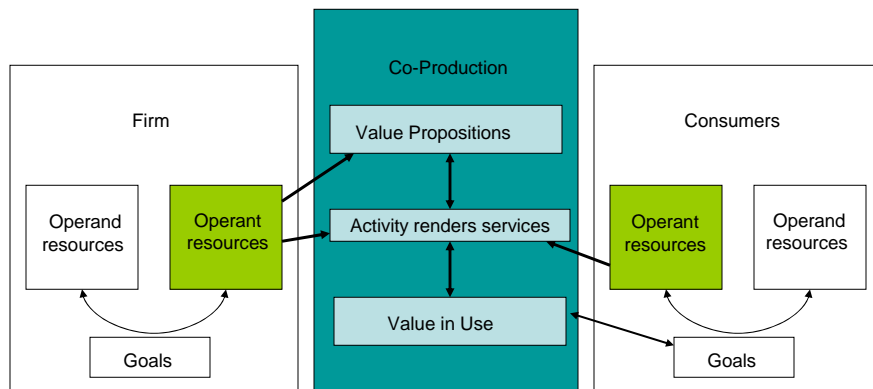 Firm
Operand
resources
Operant
resources
Goals
Co-Production
Value Propositions
Activity renders services
Value in Use
Consumers
Operant
resources
Operand
resources
Goals